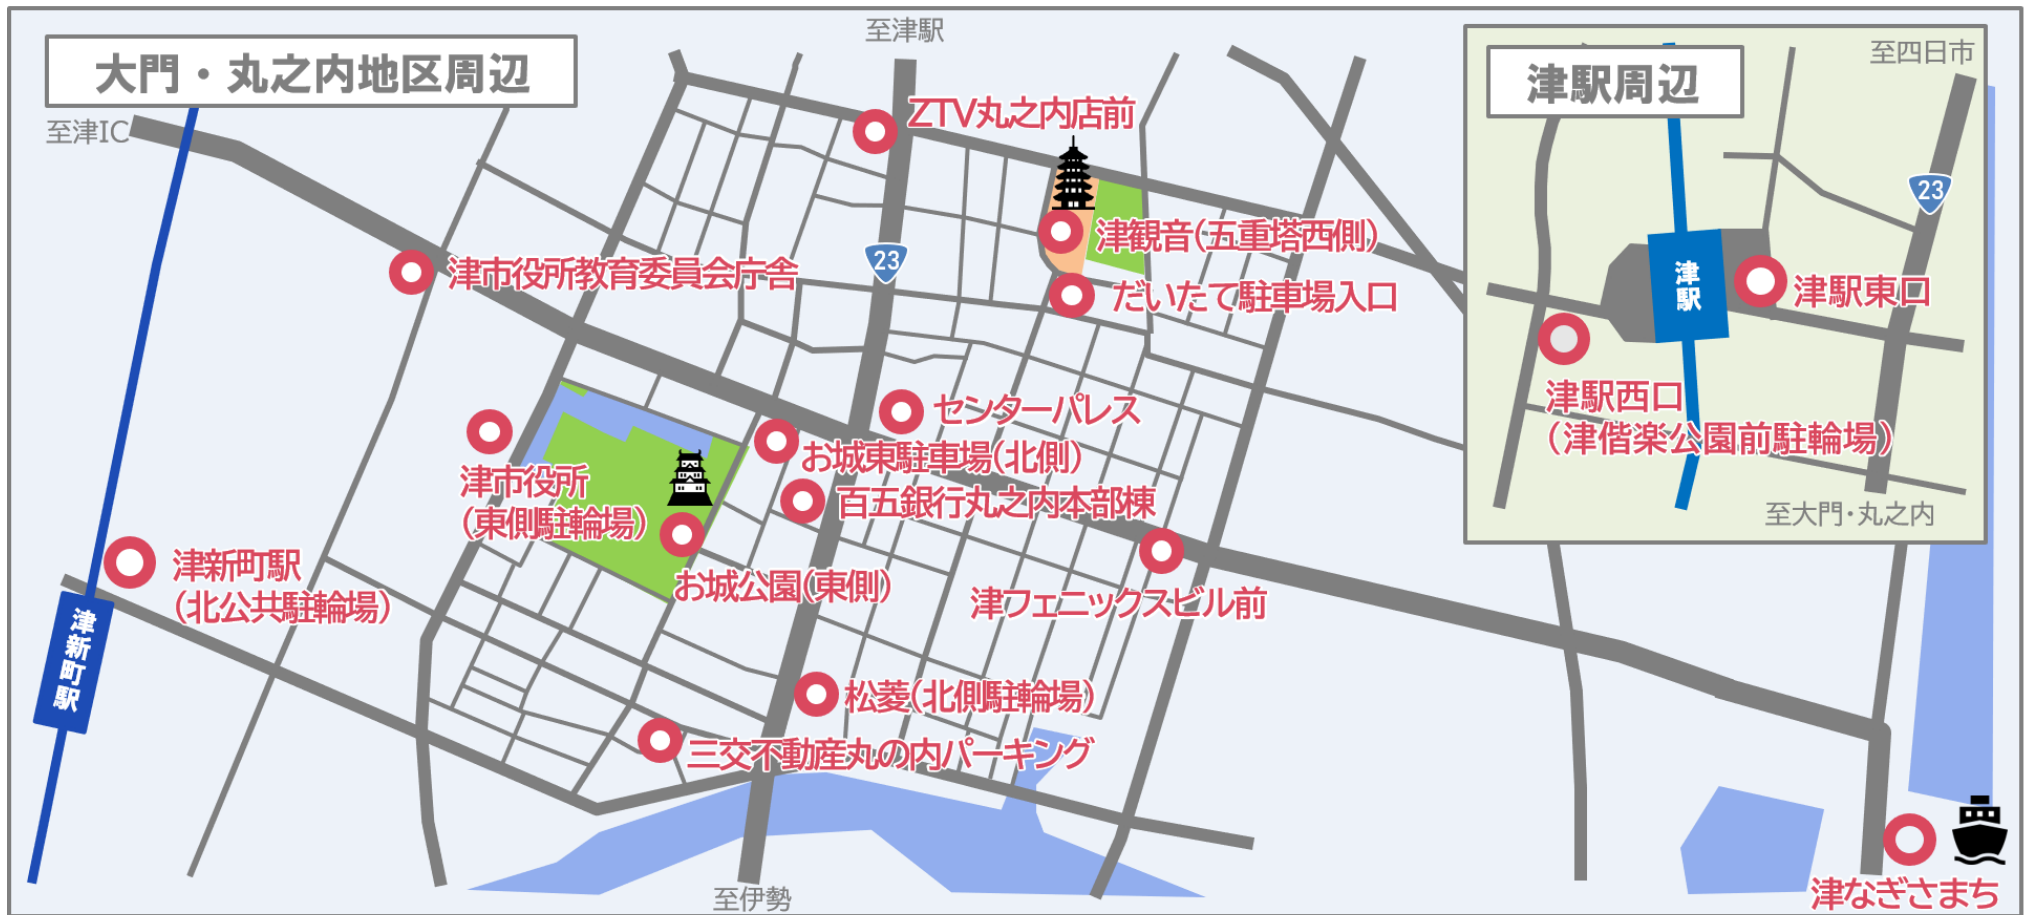 至津駅
大門・丸之内地区周辺
至津IC
ZTV丸之内店前
津観音(五重塔西側)
23
津市役所教育委員会庁舎
だいたて駐車場入口
センターパレス
お城東駐車場(北側)
津市役所
(東側駐輪場)
百五銀行丸之内本部棟
津新町駅
(北公共駐輪場)
お城公園(東側)
津フェニックスビル前
津新町駅
松菱(北側駐輪場)
三交不動産丸の内パーキング
至伊勢
津なぎさまち
津駅周辺
至四日市
23
津駅
津駅東口
津駅西口
(津偕楽公園前駐輪場)
至大門・丸之内